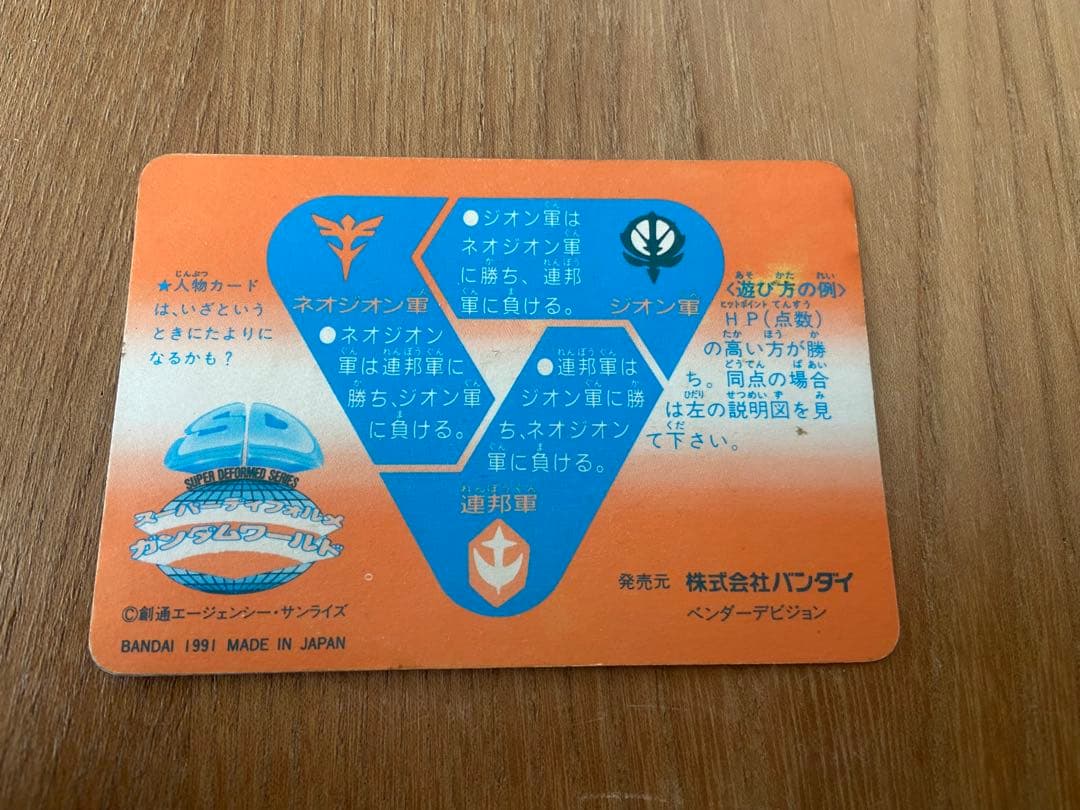 ★人物カード
は、いざという
ときにたよりに
なるかも？
ネオジオン軍
●ジオン軍は
ネオジオン軍
に勝ち、連邦
軍に負ける。
ジオン軍
●ネオジオン
軍は連邦軍に
勝ち、ジオン軍
に負ける。
●連邦軍は
ジオン軍に勝
ち、ネオジオン
軍に負ける。
連邦軍
<遊び方の例>
HP(点数)
の高い方が勝
ち。同点の場合
は左の説明図を見
て下さい。
SD
SUPER DEFORMED SERIES
スーパーディフォルメ
ガンダムワールド
©創通エージェンシー・サンライズ
BANDAI 1991 MADE IN JAPAN
発売元 株式会社バンダイ
ベンダーデビジョン